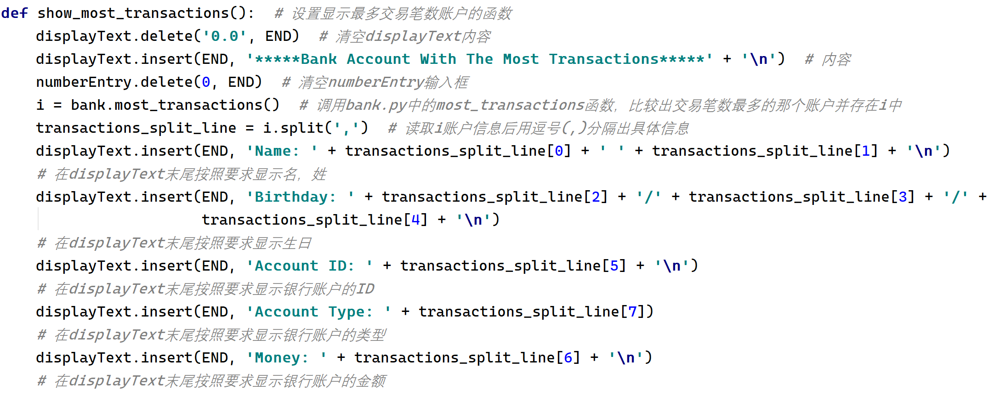 def show_most_transactions():  # 设置显示最多交易笔数账户的函数
    displayText.delete('0.0', END)  # 清空displayText内容
    displayText.insert(END, '*****Bank Account With The Most Transactions*****' + '\n')  # 内容
    numberEntry.delete(0, END)  # 清空numberEntry输入框
    i = bank.most_transactions()  # 调用bank.py中的most_transactions函数, 比较出交易笔数最多的那个账户并存在i中
    transactions_split_line = i.split(',')  # 读取i账户信息后用逗号(,)分隔出具体信息
    displayText.insert(END, 'Name: ' + transactions_split_line[0] + ' ' + transactions_split_line[1] + '\n')
    # 在displayText末尾按照要求显示名, 姓
    displayText.insert(END, 'Birthday: ' + transactions_split_line[2] + '/' + transactions_split_line[3] + '/' +
                       transactions_split_line[4] + '\n')
    # 在displayText末尾按照要求显示生日
    displayText.insert(END, 'Account ID: ' + transactions_split_line[5] + '\n')
    # 在displayText末尾按照要求显示银行账户的ID
    displayText.insert(END, 'Account Type: ' + transactions_split_line[7])
    # 在displayText末尾按照要求显示银行账户的类型
    displayText.insert(END, 'Money: ' + transactions_split_line[6] + '\n')
    # 在displayText末尾按照要求显示银行账户的金额